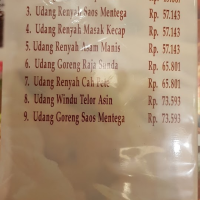 3. Udang Renyah Saos Mentega Rp. 57.143
4. Udang Renyah Masak Kecap Rp. 57.143
5. Udang Renyah Asam Manis Rp. 57.143
6. Udang Goreng Raja Sunda Rp. 65.801
7. Udang Renyah Cah Pete Rp. 65.801
8. Udang Windu Telor Asin Rp. 73.593
9. Udang Goreng Saos Mentega Rp. 73.593